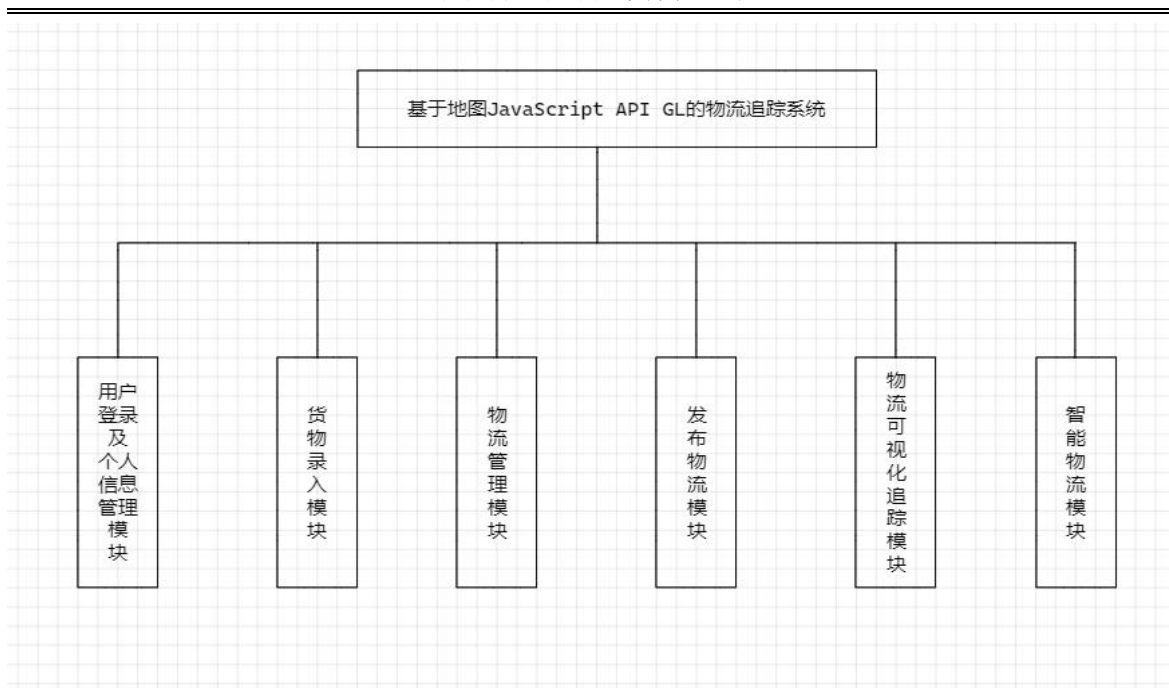 基于地图JavaScript API GL的物流追踪系统
用户
登录
及
个人
信息
管理
模
块
货
物
录
入
模
块
物
流
管
理
模
块
发
布
物
流
模
块
物
流
可
视
化
追
踪
模
块
智
能
物
流
模
块